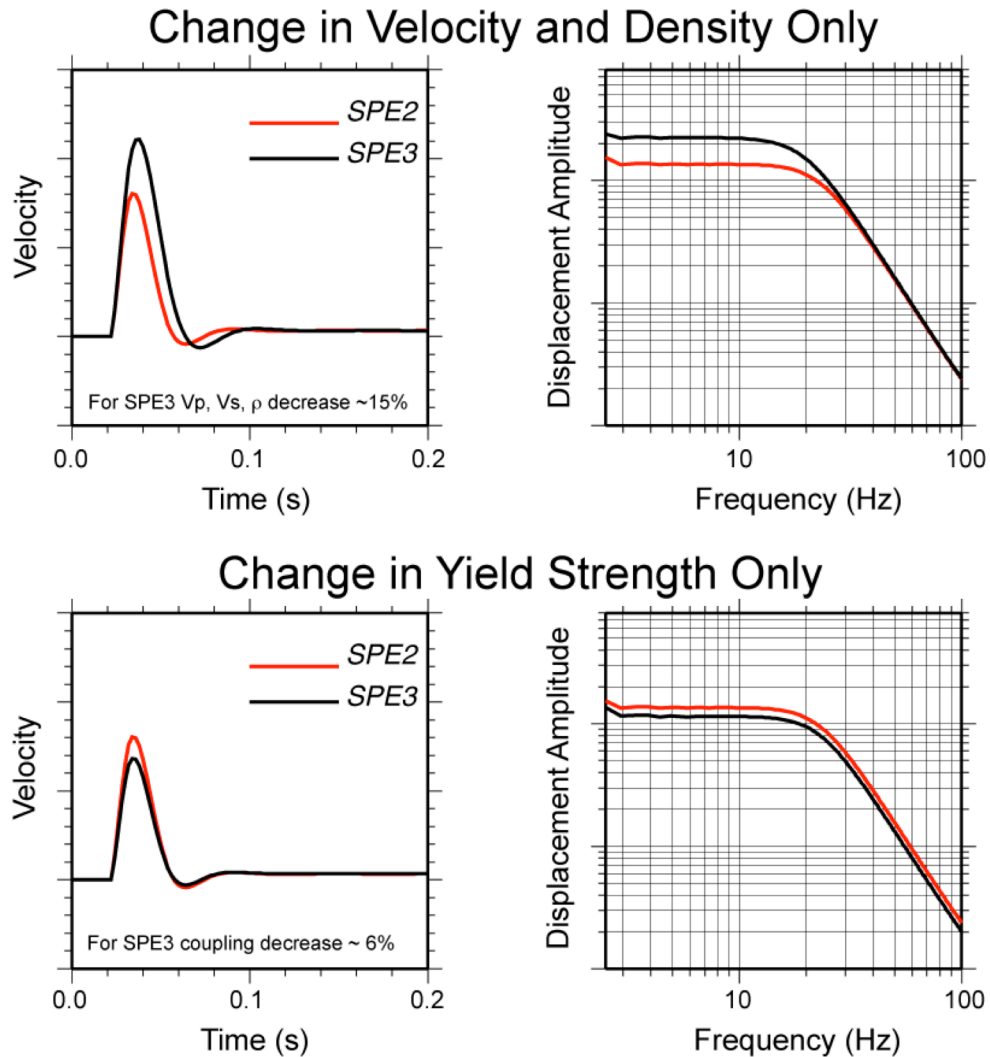 Change in Velocity and Density Only
Velocity
SPE2
SPE3
For SPE3 Vp, Vs, ρ decrease ~15%
0.0 0.1 0.2
Time (s)
Displacement Amplitude
10 100
Frequency (Hz)
Change in Yield Strength Only
Velocity
SPE2
SPE3
For SPE3 coupling decrease ~ 6%
0.0 0.1 0.2
Time (s)
Displacement Amplitude
10 100
Frequency (Hz)